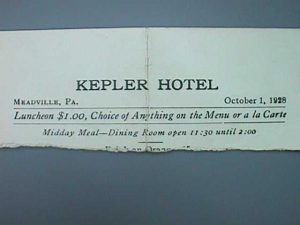 KEPLER HOTEL
MEADVILLE, PA. October 1, 1928
Luncheon $1.00, Choice of Anything on the Menu or a la Carte
Midday Meal—Dining Room open 11:30 until 2:00